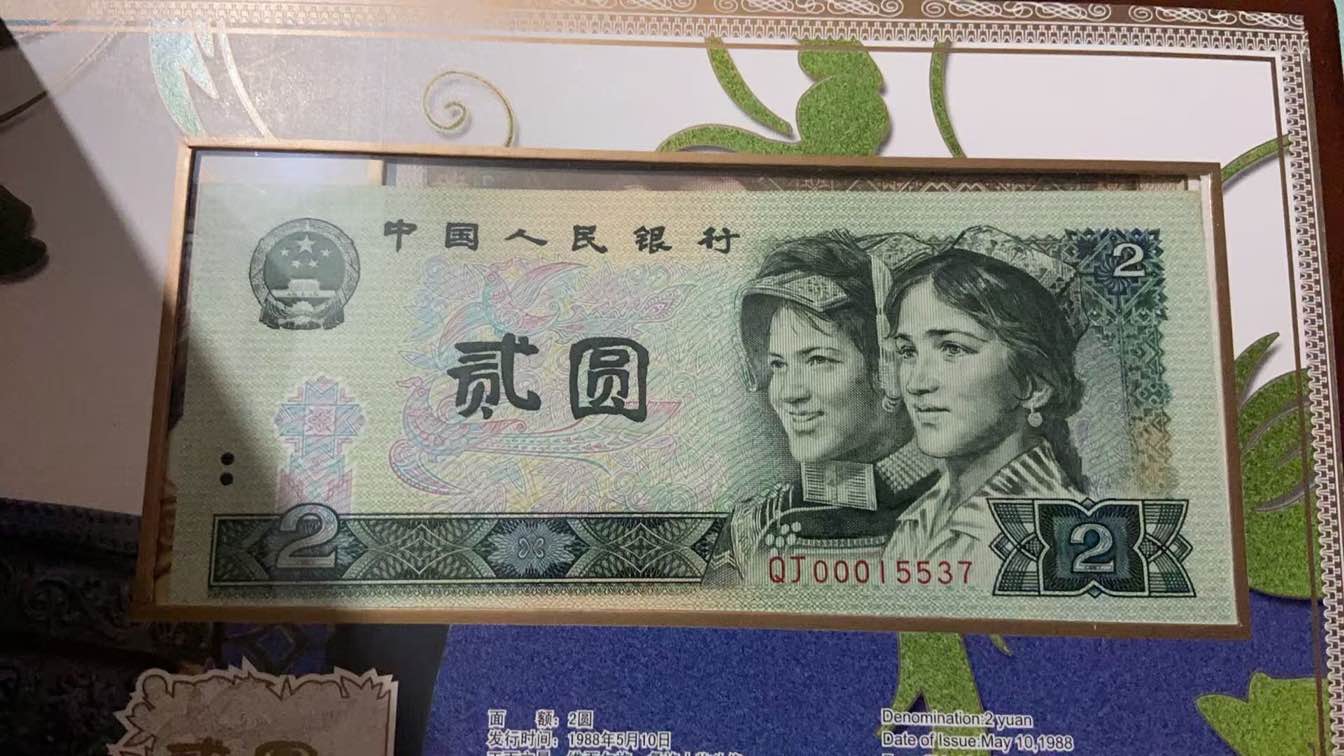 中国人民银行
2
贰圆
2
QJ00015537
2
面 额：2圆
发行时间：1988年5月10日
Denomination:2 yuan
Date of Issue:May 10,1988